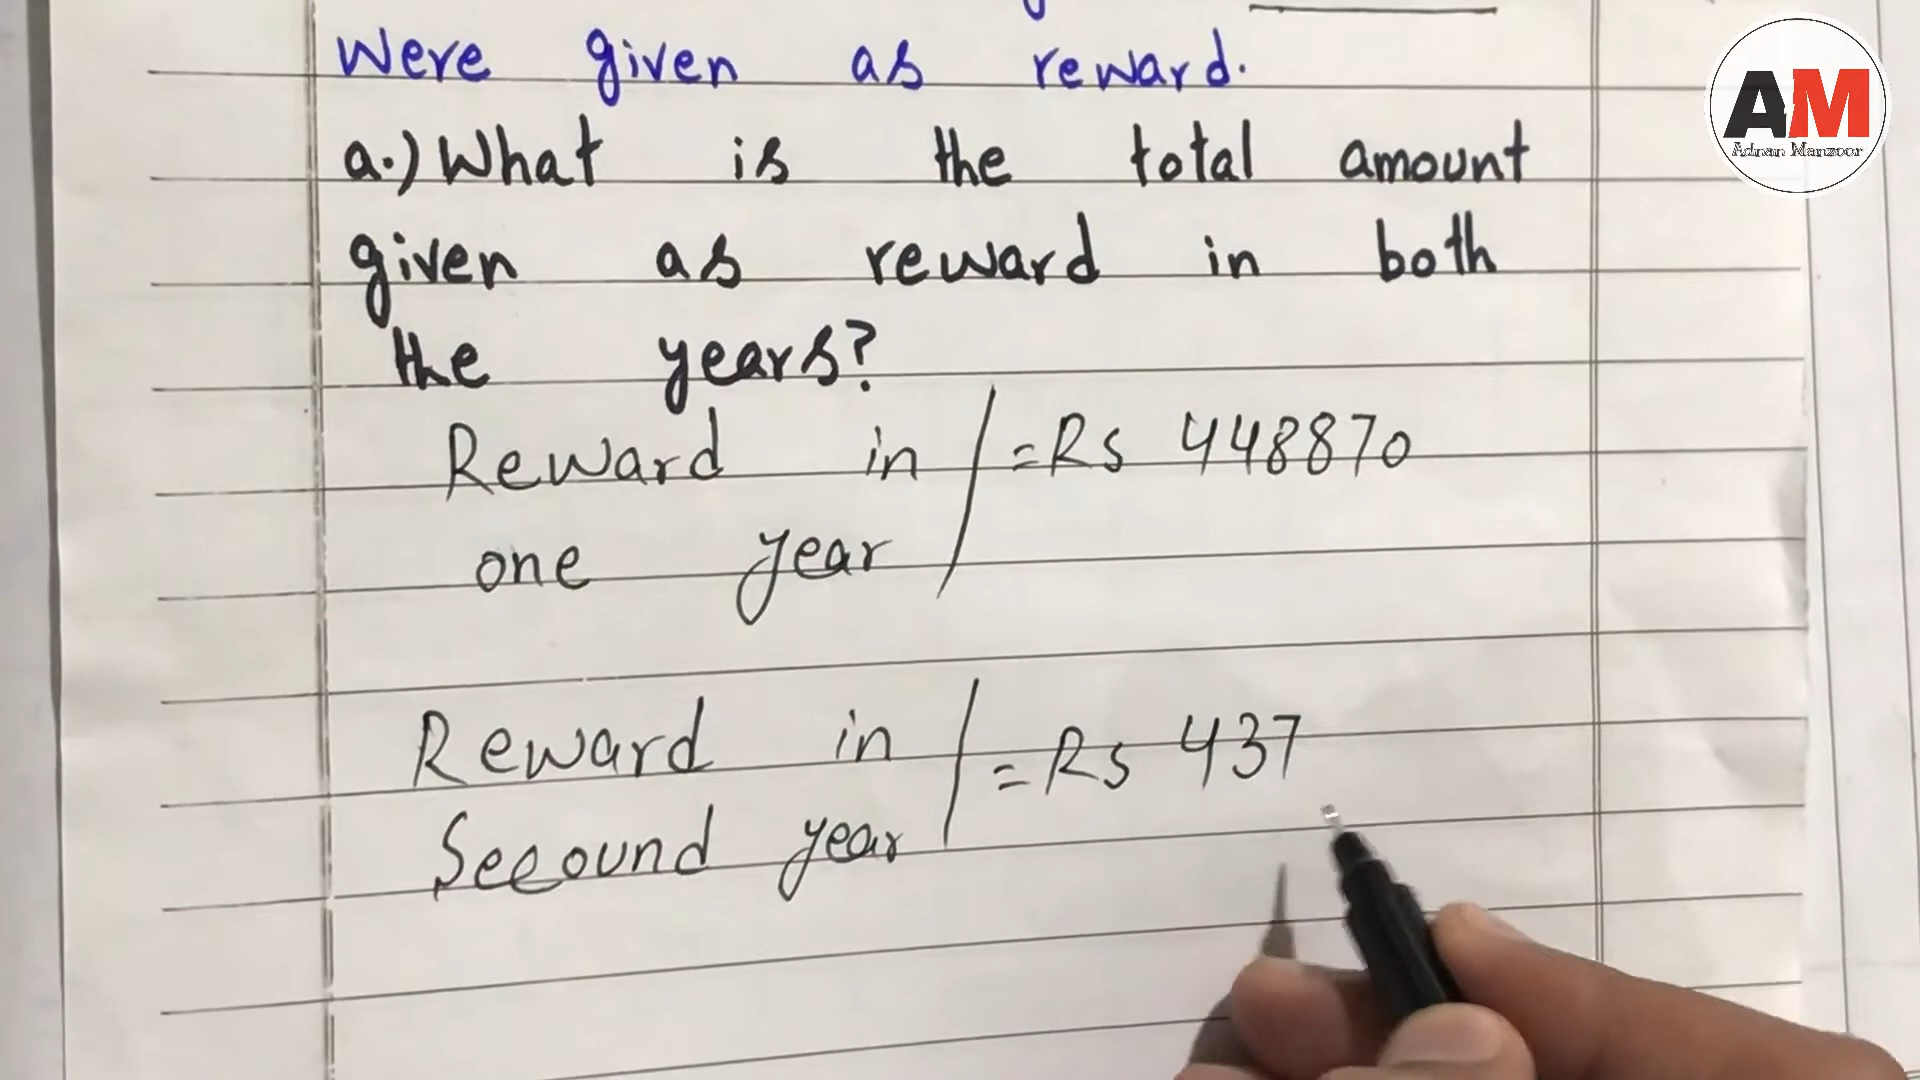 Were given as reward.
a.) What is the total amount
given as reward in both
the years?
Reward in = Rs 448870
one year
Reward in = Rs 437
Secound year
AM
Adnan Manzoor